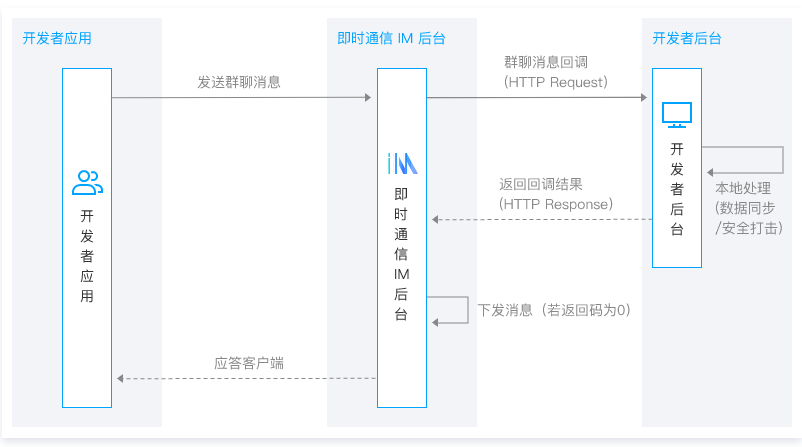 开发者应用
即时通信 IM 后台
开发者后台
发送群聊消息
群聊消息回调
(HTTP Request)
iM
开发者应用
即时通信IM后台
开发者后台
返回回调结果
(HTTP Response)
本地处理
(数据同步
/安全打击)
下发消息（若返回码为0）
应答客户端